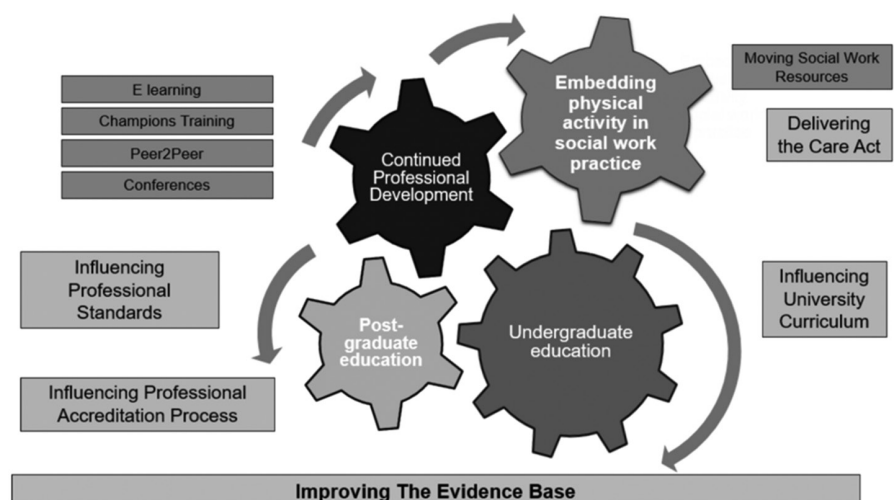 E learning
Champions Training
Peer2Peer
Conferences
Continued
Professional
Development
Embedding
physical
activity in
social work
practice
Moving Social Work
Resources
Delivering
the Care Act
Influencing
Professional
Standards
Influencing Professional
Accreditation Process
Post-
graduate
education
Undergraduate
education
Influencing
University
Curriculum
Improving The Evidence Base